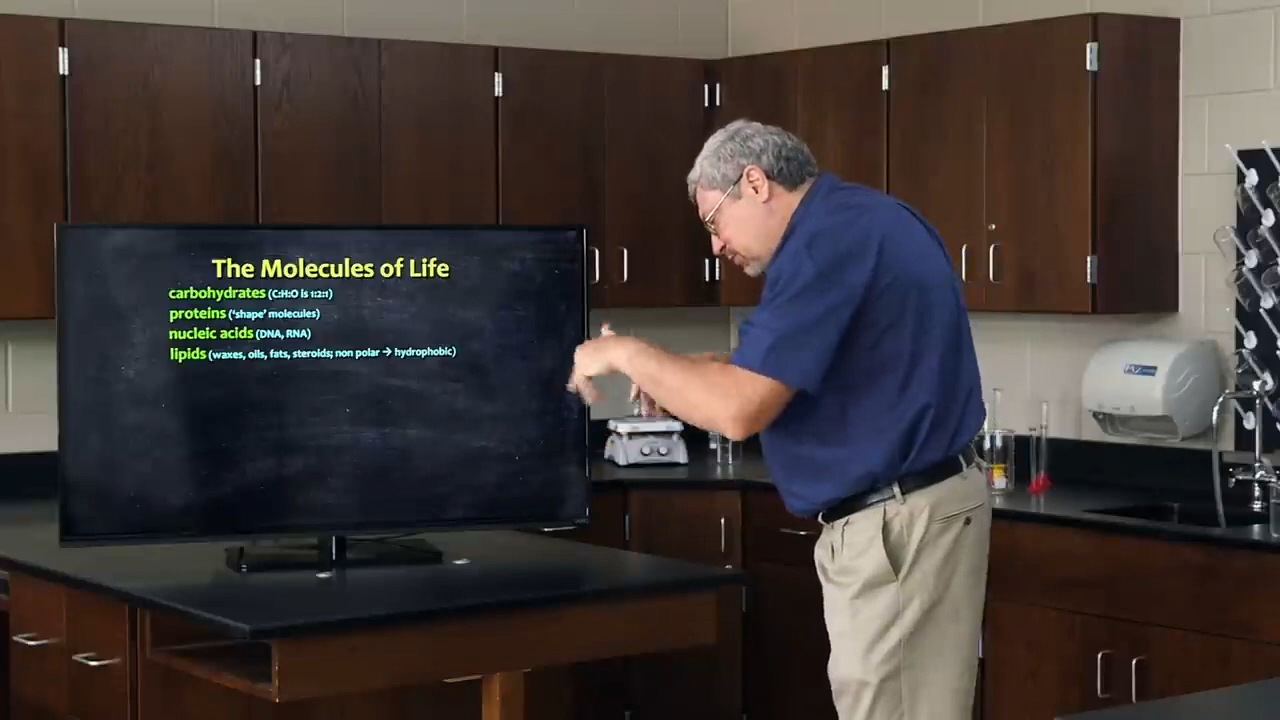 The Molecules of Life
carbohydrates (C:H:O is 1:2:1)
proteins ('shape' molecules)
nucleic acids (DNA, RNA)
lipids (waxes, oils, fats, steroids; non polar → hydrophobic)